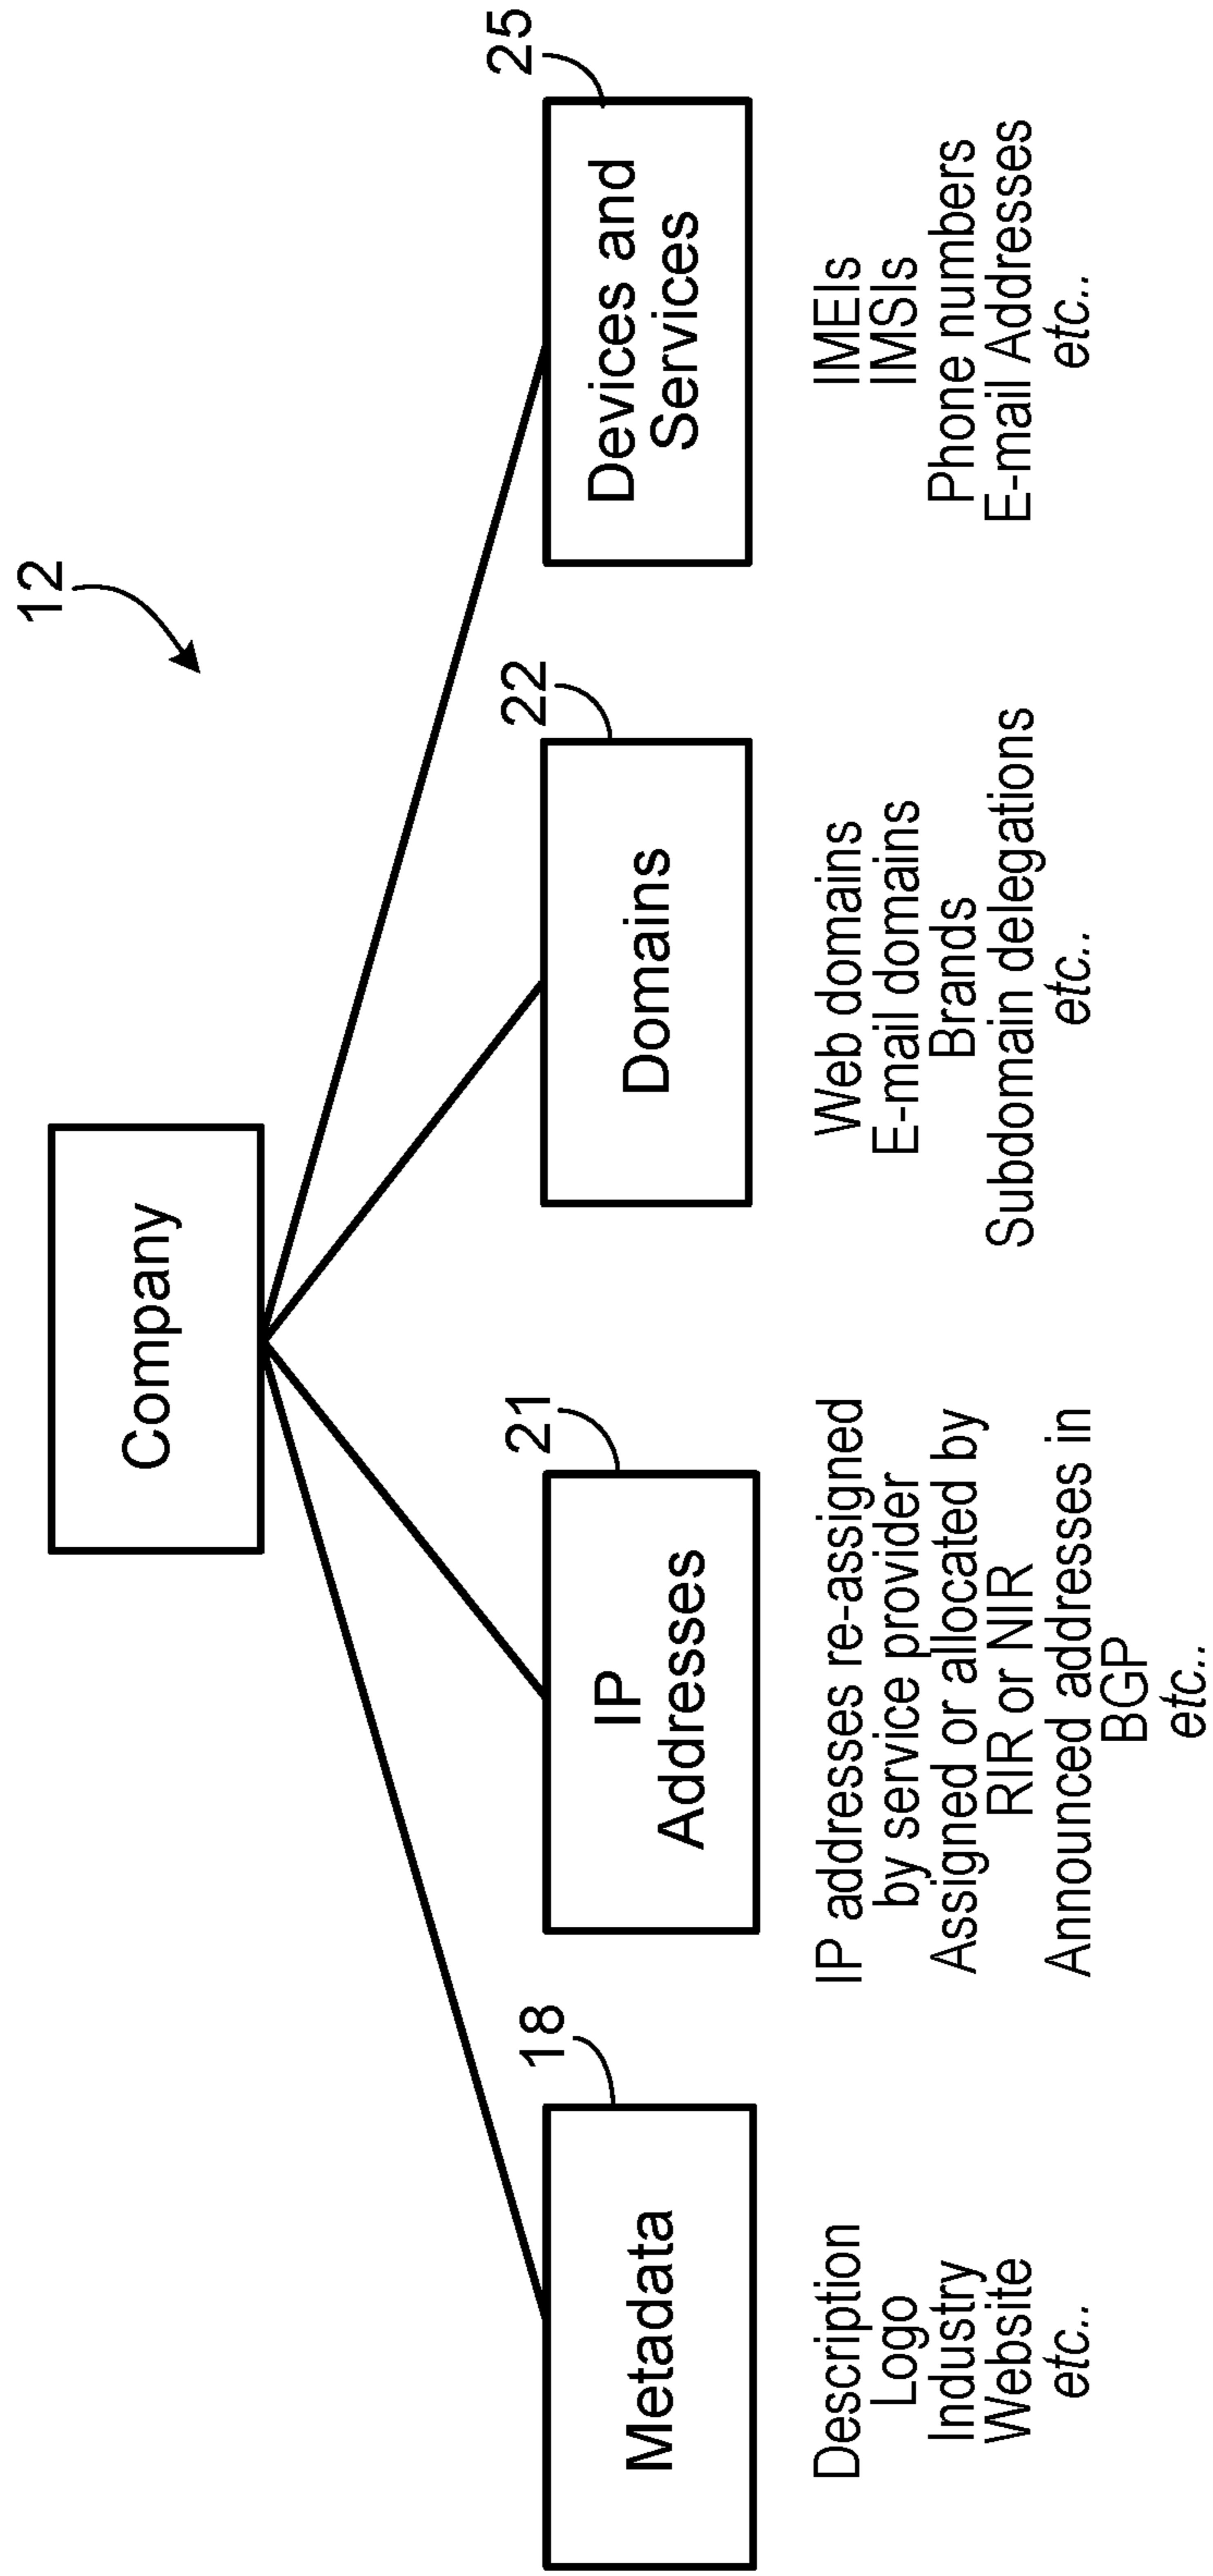 12
Company
18
Metadata
Description
Logo
Industry
Website
etc..
21
IP
Addresses
IP addresses re-assigned
by service provider
Assigned or allocated by
RIR or NIR
Announced addresses in
BGP
etc..
22
Domains
Web domains
E-mail domains
Brands
Subdomain delegations
etc..
25
Devices and
Services
IMEIs
IMSIs
Phone numbers
E-mail Addresses
etc..